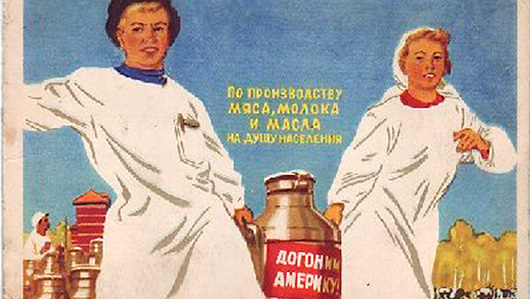 ПО ПРОИЗВОДСТВУ
МЯСА, МОЛОКА
И МАСЛА
НА ДУШУ НАСЕЛЕНИЯ
ДОГОНИМ
АМЕРИКУ!